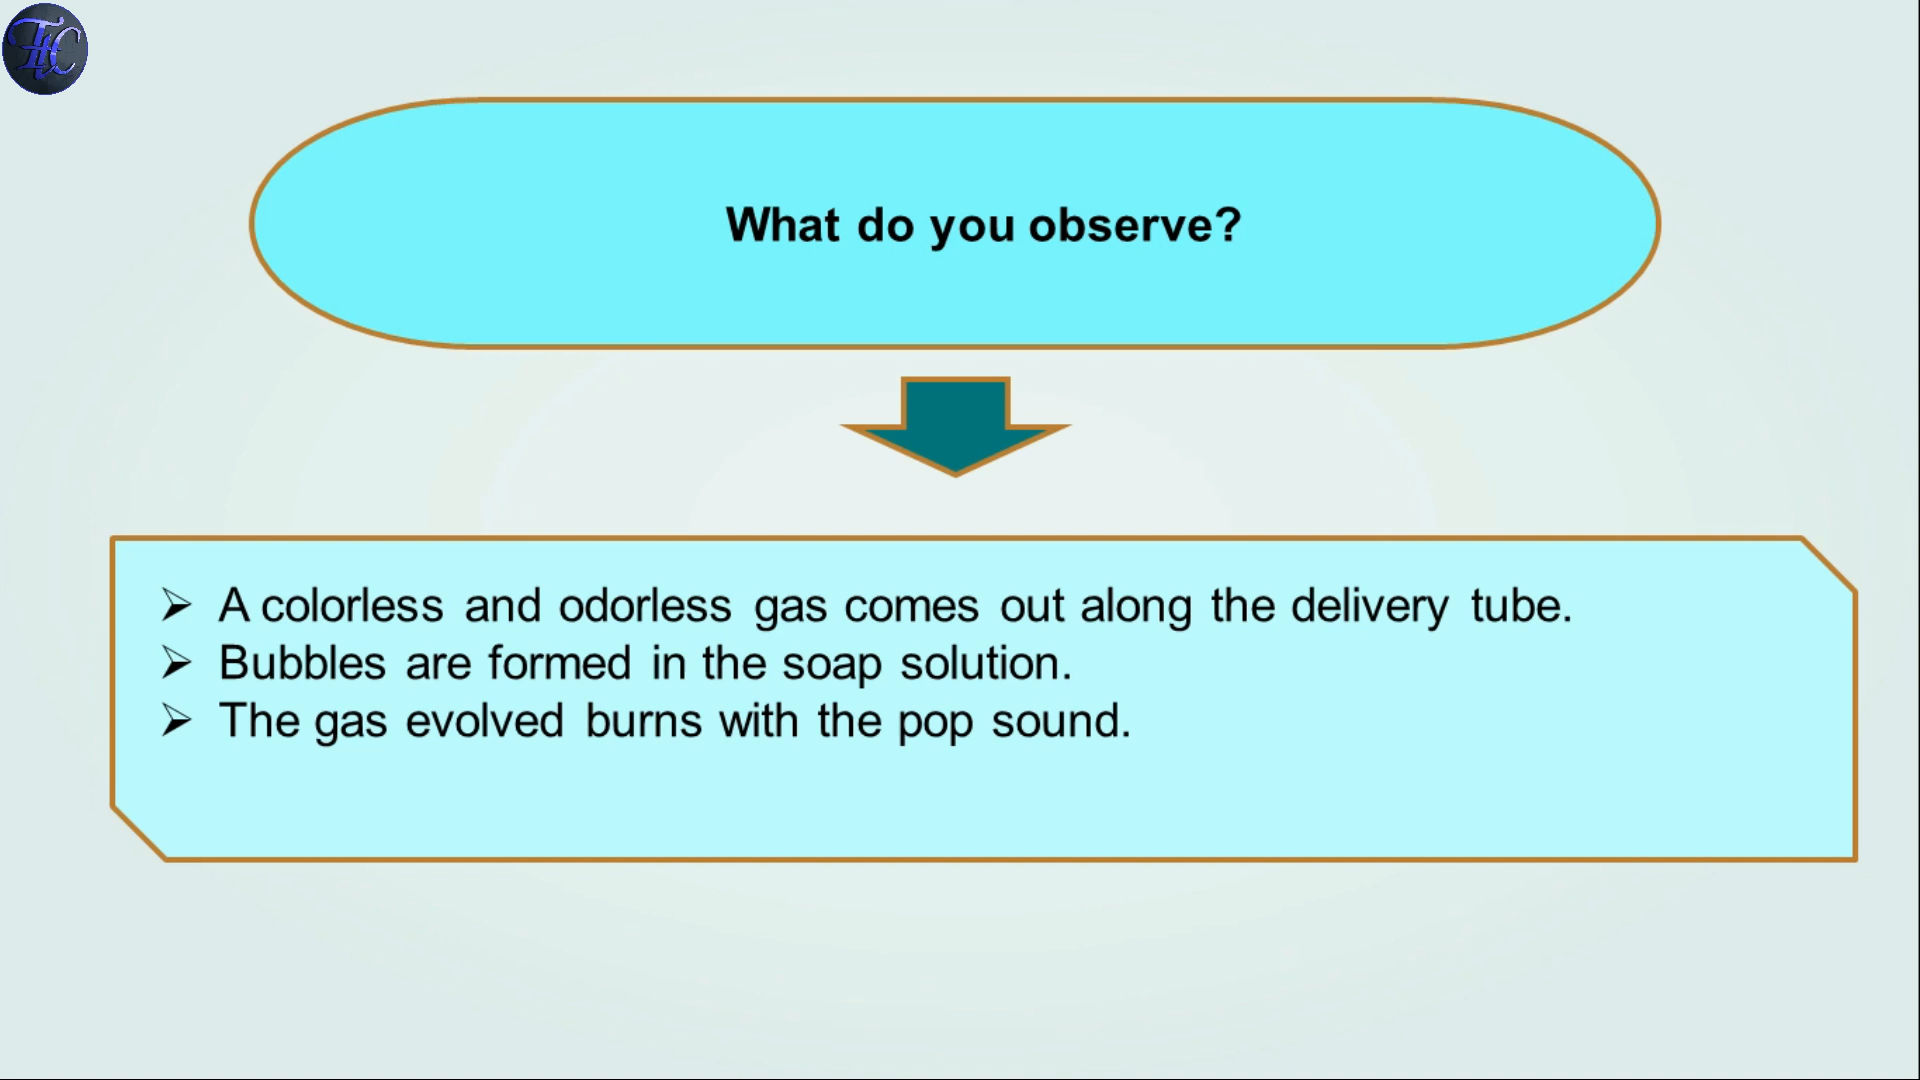 What do you observe?
➢ A colorless and odorless gas comes out along the delivery tube.
➢ Bubbles are formed in the soap solution.
➢ The gas evolved burns with the pop sound.